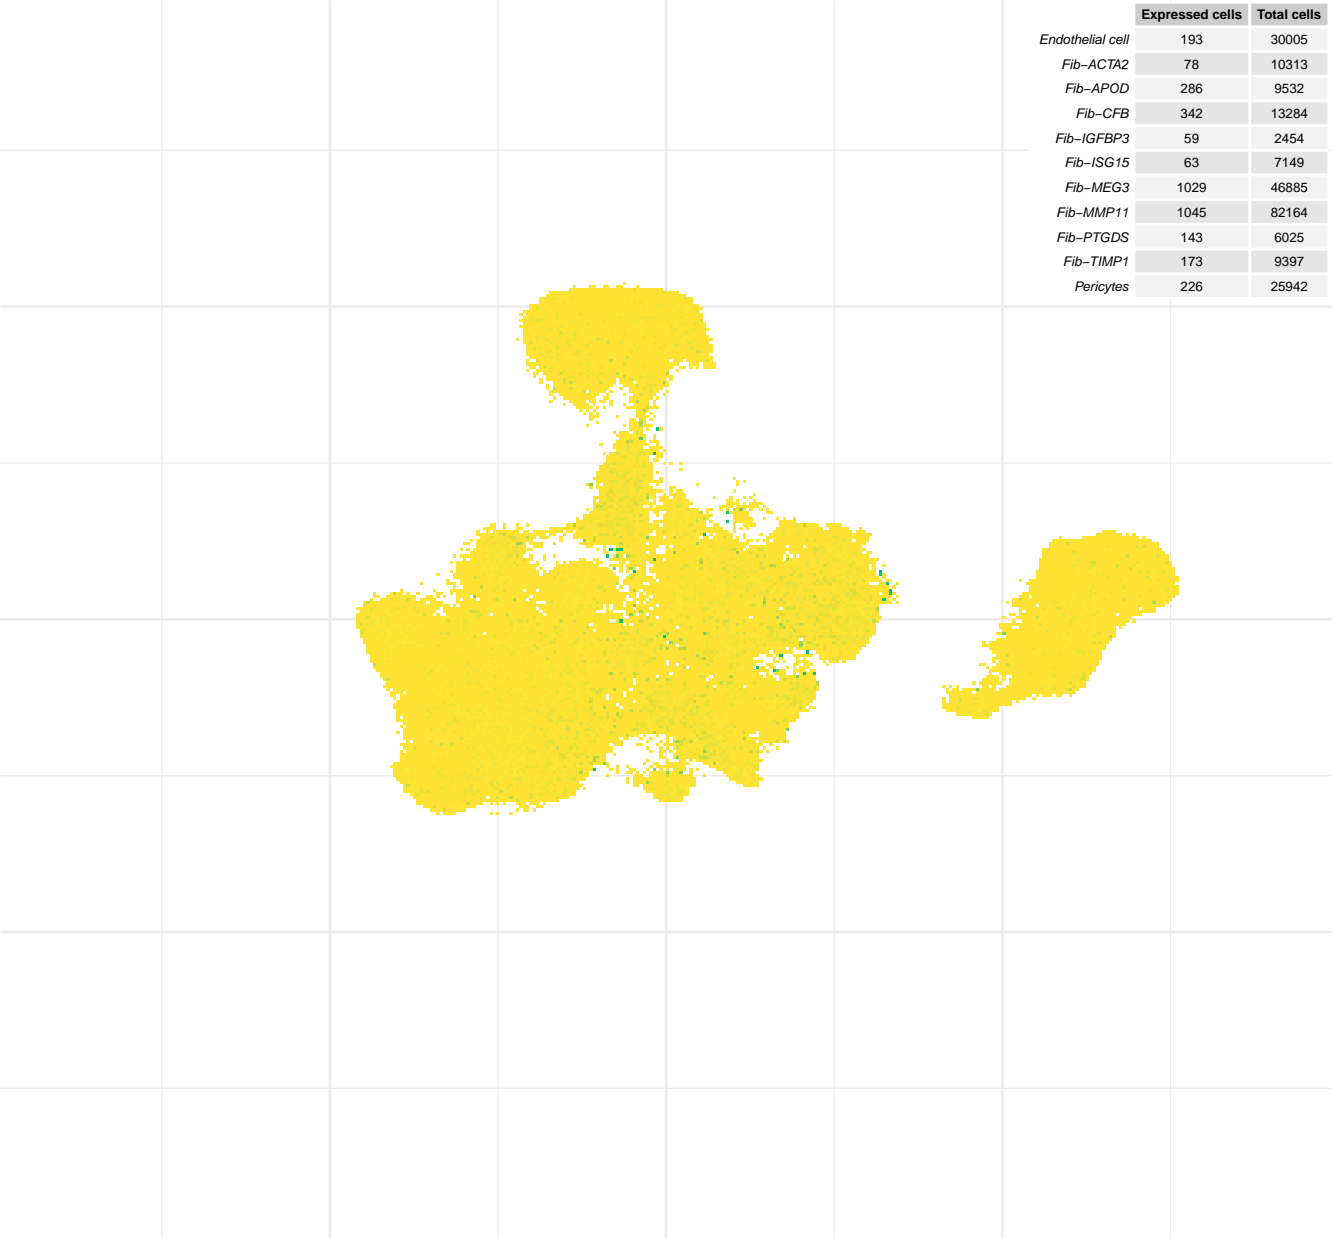 Expressed cells Total cells
Endothelial cell 193 30005
Fib−ACTA2 78 10313
Fib−APOD 286 9532
Fib−CFB 342 13284
Fib−IGFBP3 59 2454
Fib−ISG15 63 7149
Fib−MEG3 1029 46885
Fib−MMP11 1045 82164
Fib−PTGDS 143 6025
Fib−TIMP1 173 9397
Pericytes 226 25942